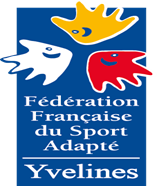 Fédération
Française
du Sport
Adapté
Yvelines